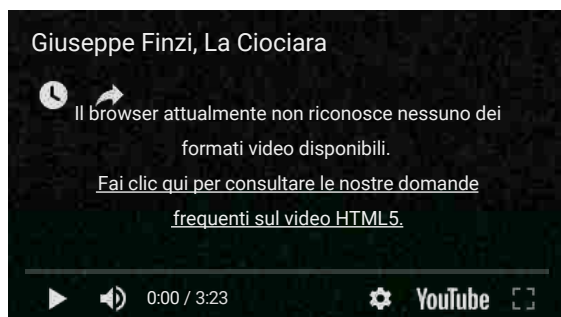 Giuseppe Finzi, La Ciociara
Il browser attualmente non riconosce nessuno dei
formati video disponibili.
Fai clic qui per consultare le nostre domande
frequenti sul video HTML5.
0:00 / 3:23
YouTube